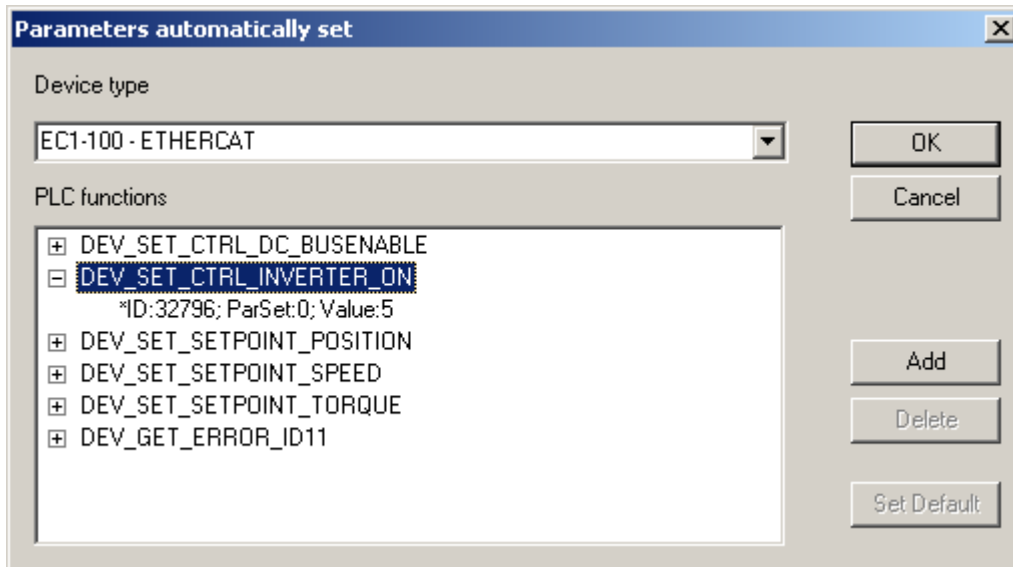 Parameters automatically set
Device type
EC1-100 - ETHERCAT
OK
PLC functions
Cancel
DEV_SET_CTRL_DC_BUSENABLE
DEV_SET_CTRL_INVERTER_ON
*ID:32796; ParSet:0; Value:5
DEV_SET_SETPOINT_POSITION
DEV_SET_SETPOINT_SPEED
DEV_SET_SETPOINT_TORQUE
DEV_GET_ERROR_ID11
Add
Delete
Set Default